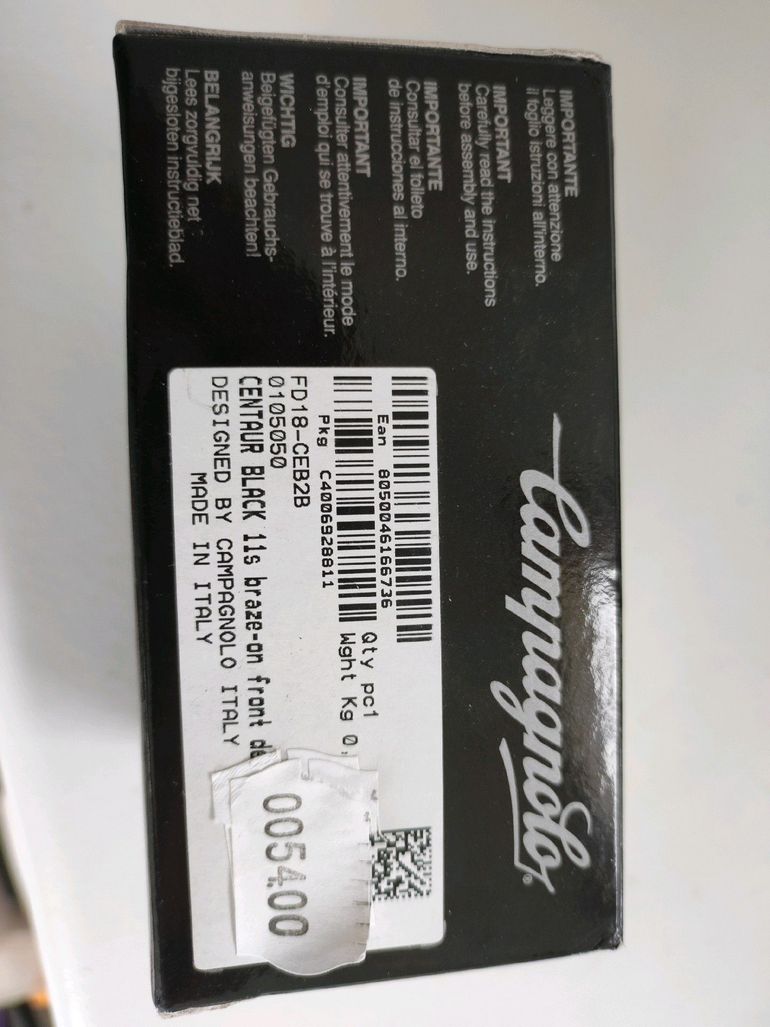 Campagnolo
IMPORTANTE
Leggere con attenzione
il foglio istruzioni all'interno.
IMPORTANT
Carefully read the instructions
before assembly and use.
IMPORTANTE
Consultar el folleto
de instrucciones al interno.
IMPORTANT
Consulter attentivement le mode
d'emploi qui se trouve à l'intérieur.
WICHTIG
Beigefügten Gebrauchs-
anweisungen beachten!
BELANGRIJK
Lees zorgvuldig net
bijgesloten instructieblad.
Ean 8050046166736
Qty pc1
Wght Kg 0,
Pkg C4006928811
FD18-CEB2B
0105050
CENTAUR BLACK 11s braze-on front de
DESIGNED BY CAMPAGNOLO ITALY
MADE IN ITALY
005400